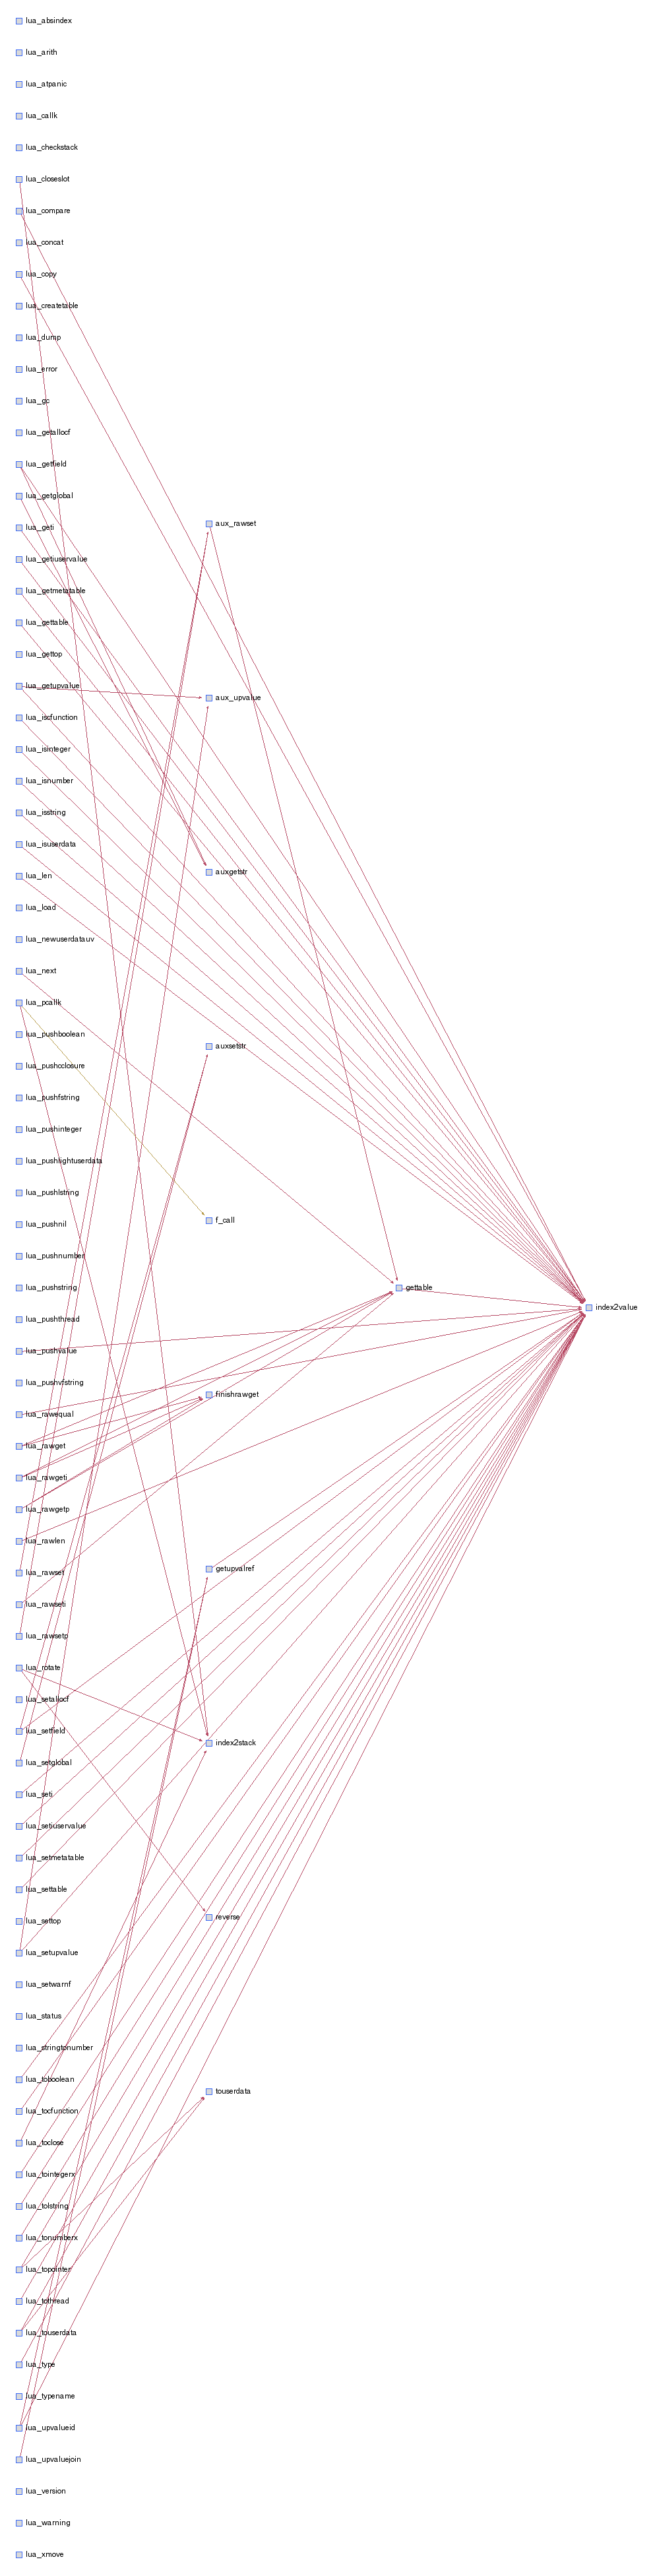 lua_absindex
lua_arith
lua_atpanic
lua_callk
lua_checkstack
lua_closeslot
lua_compare
lua_concat
lua_copy
lua_createtable
lua_dump
lua_error
lua_gc
lua_getallocf
lua_getfield
lua_getglobal
lua_geti
lua_getiuservalue
lua_getmetatable
lua_gettable
lua_gettop
lua_getupvalue
lua_iscfunction
lua_isinteger
lua_isnumber
lua_isstring
lua_isuserdata
lua_len
lua_load
lua_newuserdatauv
lua_next
lua_pcallk
lua_pushboolean
lua_pushcclosure
lua_pushfstring
lua_pushinteger
lua_pushlightuserdata
lua_pushlstring
lua_pushnil
lua_pushnumber
lua_pushstring
lua_pushthread
lua_pushvalue
lua_pushvfstring
lua_rawequal
lua_rawget
lua_rawgeti
lua_rawgetp
lua_rawlen
lua_rawset
lua_rawseti
lua_rawsetp
lua_rotate
lua_setallocf
lua_setfield
lua_setglobal
lua_seti
lua_setiuservalue
lua_setmetatable
lua_settable
lua_settop
lua_setupvalue
lua_setwarnf
lua_status
lua_stringtonumber
lua_toboolean
lua_tocfunction
lua_toclose
lua_tointegerx
lua_tolstring
lua_tonumberx
lua_topointer
lua_tothread
lua_touserdata
lua_type
lua_typename
lua_upvalueid
lua_upvaluejoin
lua_version
lua_warning
lua_xmove
aux_rawset
aux_upvalue
auxgetstr
auxsetstr
f_call
finishrawget
getupvalref
index2stack
reverse
touserdata
gettable
index2value